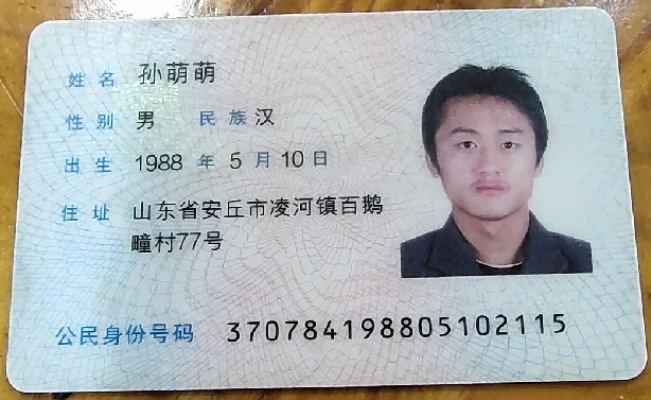 姓名 孙萌萌
性别 男 民族 汉
出生 1988 年 5 月 10 日
住址 山东省安丘市凌河镇百鹅
疃村77号
公民身份号码 370784198805102115